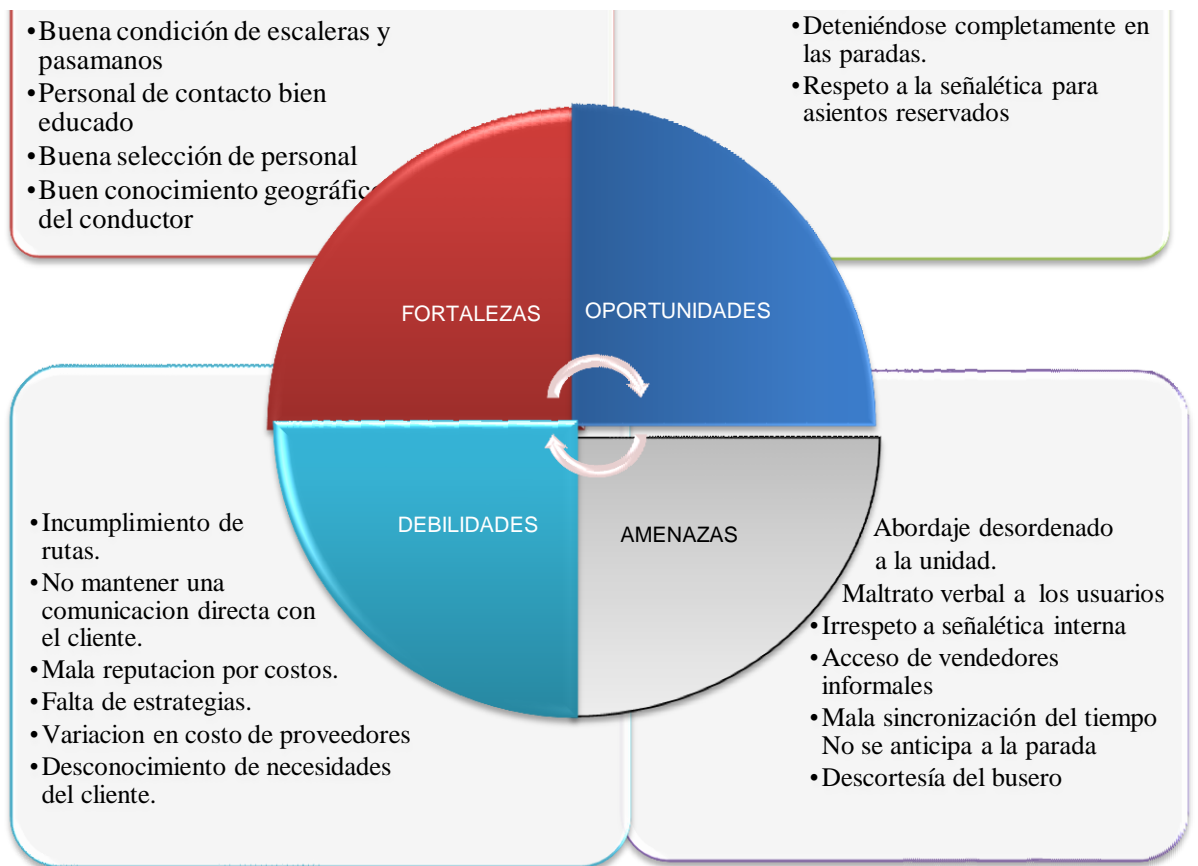 •Buena condición de escaleras y
pasamanos
•Personal de contacto bien
educado
•Buena selección de personal
•Buen conocimiento geográfico
del conductor
•Deteniéndose completamente en
las paradas.
•Respeto a la señalética para
asientos reservados
FORTALEZAS
OPORTUNIDADES
DEBILIDADES
AMENAZAS
•Incumplimiento de
rutas.
•No mantener una
comunicacion directa con
el cliente.
•Mala reputacion por costos.
•Falta de estrategias.
•Variacion en costo de proveedores
•Desconocimiento de necesidades
del cliente.
Abordaje desordenado
a la unidad.
Maltrato verbal a los usuarios
•Irrespeto a señalética interna
•Acceso de vendedores
informales
•Mala sincronización del tiempo
No se anticipa a la parada
•Descortesía del busero